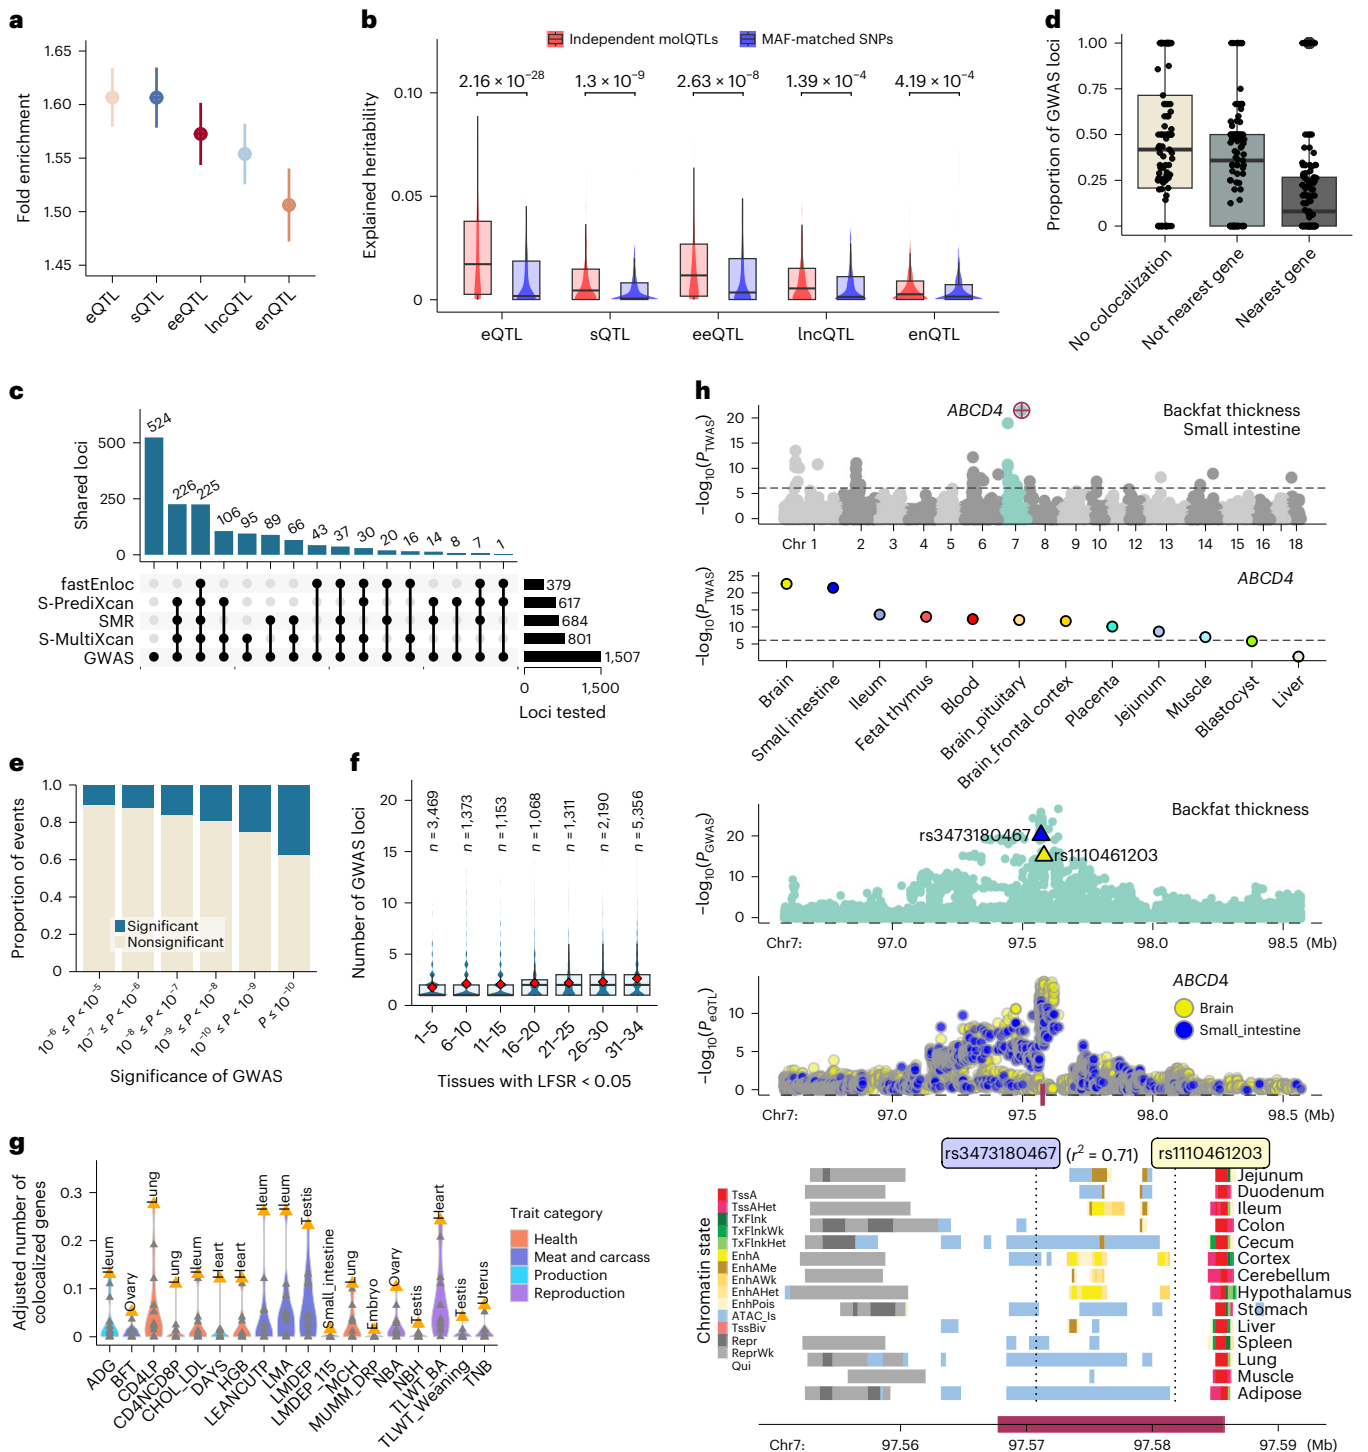 a
Fold enrichment
1.65
1.60
1.55
1.50
1.45
eQTL
sQTL
eeQTL
lncQTL
enQTL
b
Independent molQTLs
MAF-matched SNPs
2.16 × 10⁻²⁸
1.3 × 10⁻⁹
2.63 × 10⁻⁸
1.39 × 10⁻⁴
4.19 × 10⁻⁴
Explained heritability
0.10
0.05
0
eQTL
sQTL
eeQTL
lncQTL
enQTL
d
Proportion of GWAS loci
1.00
0.75
0.50
0.25
0
No colocalization
Not nearest gene
Nearest gene
c
Shared loci
500
250
0
524
226
225
106
95
89
66
43
37
30
20
16
14
8
7
1
fastEnloc
S-PrediXcan
SMR
S-MultiXcan
GWAS
379
617
684
801
1,507
0
1,500
Loci tested
e
Proportion of events
1.0
0.8
0.6
0.4
0.2
0
Significant
Nonsignificant
10⁻⁶ ≤ P < 10⁻⁵
10⁻⁷ ≤ P < 10⁻⁶
10⁻⁸ ≤ P < 10⁻⁷
10⁻⁹ ≤ P < 10⁻⁸
10⁻¹⁰ ≤ P < 10⁻⁹
P ≤ 10⁻¹⁰
Significance of GWAS
f
Number of GWAS loci
20
15
10
5
0
n = 3,469
n = 1,373
n = 1,153
n = 1,068
n = 1,311
n = 2,190
n = 5,356
1–5
6–10
11–15
16–20
21–25
26–30
31–34
Tissues with LFSR < 0.05
g
Adjusted number of
colocalized genes
0.3
0.2
0.1
0
Ileum
Ovary
Lung
Lung
Ileum
Heart
Heart
Ileum
Ileum
Testis
Small_intestine
Lung
Embryo
Ovary
Testis
Heart
Testis
Uterus
ADG
BFT
CD4LP
CD4NCD8P
CHOL_LDL
DAYS
HGB
LEANCUTP
LMA
LMDEP
LMDEP_115
MCH
MUMM_DRP
NBA
NBH
TLWT_BA
TLWT_Weaning
TNB
Trait category
Health
Meat and carcass
Production
Reproduction
h
ABCD4
Backfat thickness
Small intestine
−log₁₀(P_TWAS)
20
15
10
5
0
Chr 1
2
3
4
5
6
7
8
9
10
12
13
15
16
18
ABCD4
−log₁₀(P_TWAS)
25
20
15
10
5
Brain
Small intestine
Ileum
Fetal thymus
Blood
Brain_pituitary
Brain_frontal cortex
Placenta
Jejunum
Muscle
Blastocyst
Liver
Backfat thickness
rs3473180467
rs1110461203
−log₁₀(P_GWAS)
20
10
0
Chr7:
97.0
97.5
98.0
98.5 (Mb)
ABCD4
Brain
Small_intestine
−log₁₀(P_eQTL)
10
5
0
Chr7:
97.0
97.5
98.0
98.5 (Mb)
rs3473180467
(r² = 0.71)
rs1110461203
Chromatin state
TssA
TssAHet
TxFlnk
TxFlnkWk
TxFlnkHet
EnhA
EnhAMe
EnhAWk
EnhAHet
EnhPois
ATAC_Is
TssBiv
Repr
ReprWk
Qui
Jejunum
Duodenum
Ileum
Colon
Cecum
Cortex
Cerebellum
Hypothalamus
Stomach
Liver
Spleen
Lung
Muscle
Adipose
Chr7:
97.56
97.57
97.58
97.59
(Mb)